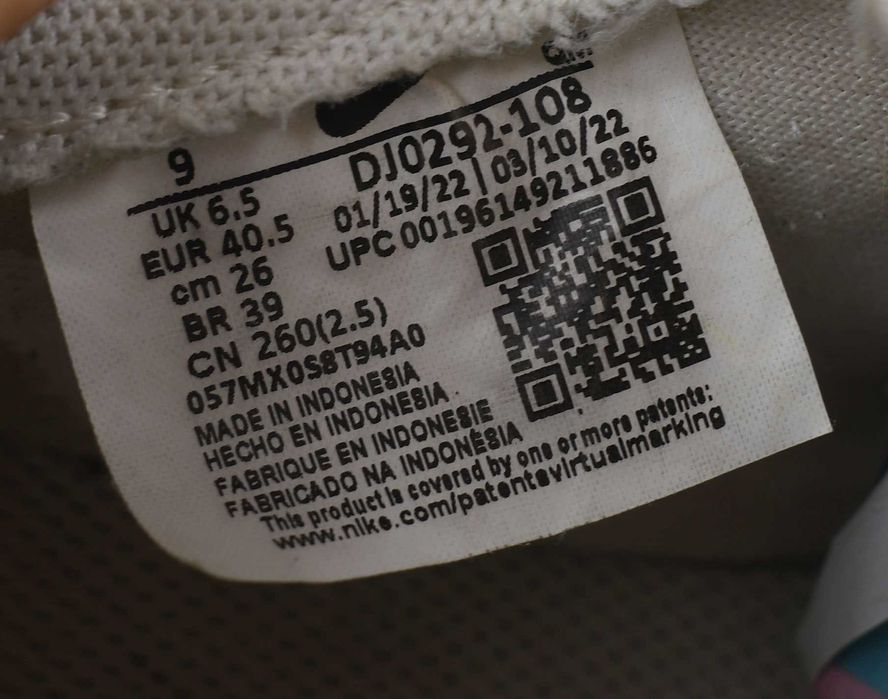 9
DJ0292-108
UK 6.5
01/19/22 | 03/10/22
EUR 40.5
UPC 00196149211886
cm 26
BR 39
CN 260(2.5)
057MX0S8T94A0
MADE IN INDONESIA
HECHO EN INDONESIA
FABRIQUE EN INDONESIE
FABRICADO NA INDONÉSIA
This product is covered by one or more patents:
www.nike.com/patentsvirtualmarking